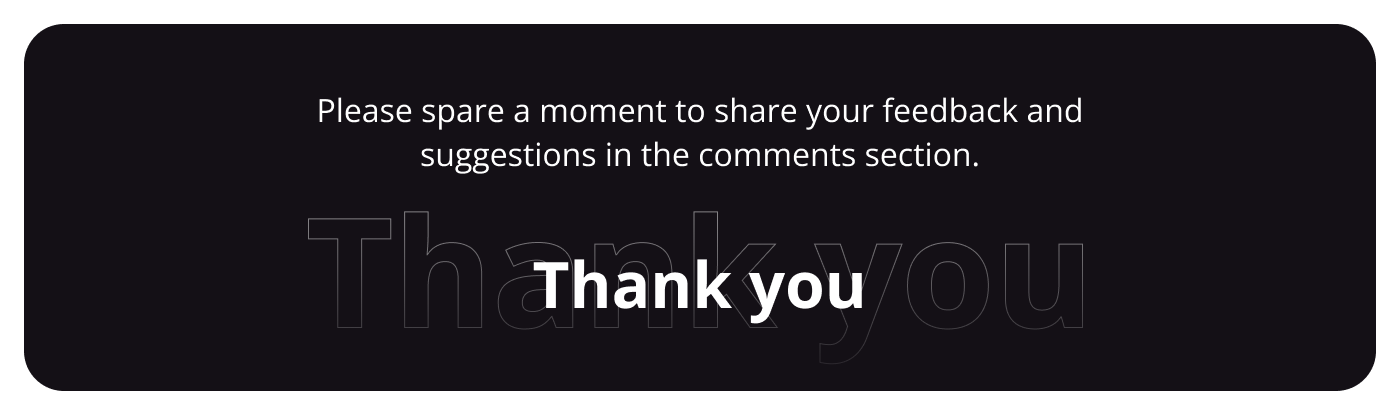 Please spare a moment to share your feedback and
suggestions in the comments section.
Thank you
Thank you